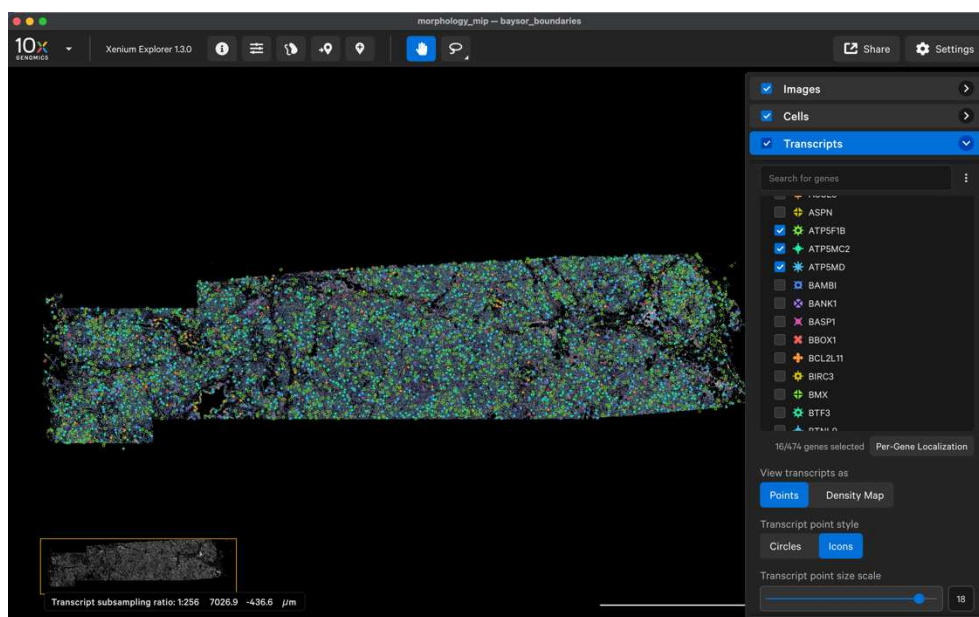 morphology_mip — baysor_boundaries
10X GENOMICS
Xenium Explorer 1.3.0
Share
Settings
Images
Cells
Transcripts
Search for genes
ASPN
ATP5F1B
ATP5MC2
ATP5MD
BAMBI
BANK1
BASP1
BBOX1
BCL2L11
BIRC3
BMX
BTF3
16/474 genes selected Per-Gene Localization
View transcripts as
Points Density Map
Transcript point style
Circles Icons
Transcript point size scale
18
Transcript subsampling ratio: 1:256 7026.9 -436.6 μm